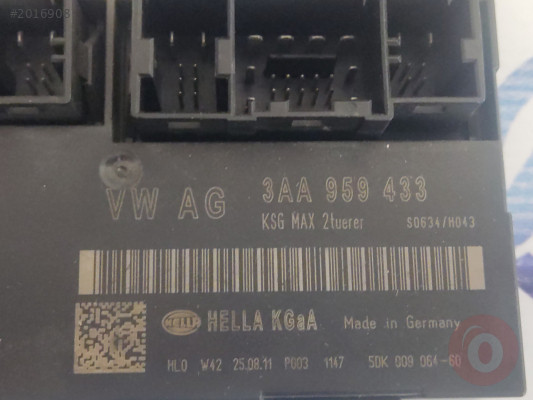 #2016908
VW AG 3AA 959 433
KSG MAX 2tuerer S0634/H043
HELLA HELLA KGaA Made in Germany
HLO W42 25.08.11 P003 1147 5DK 009 064-60